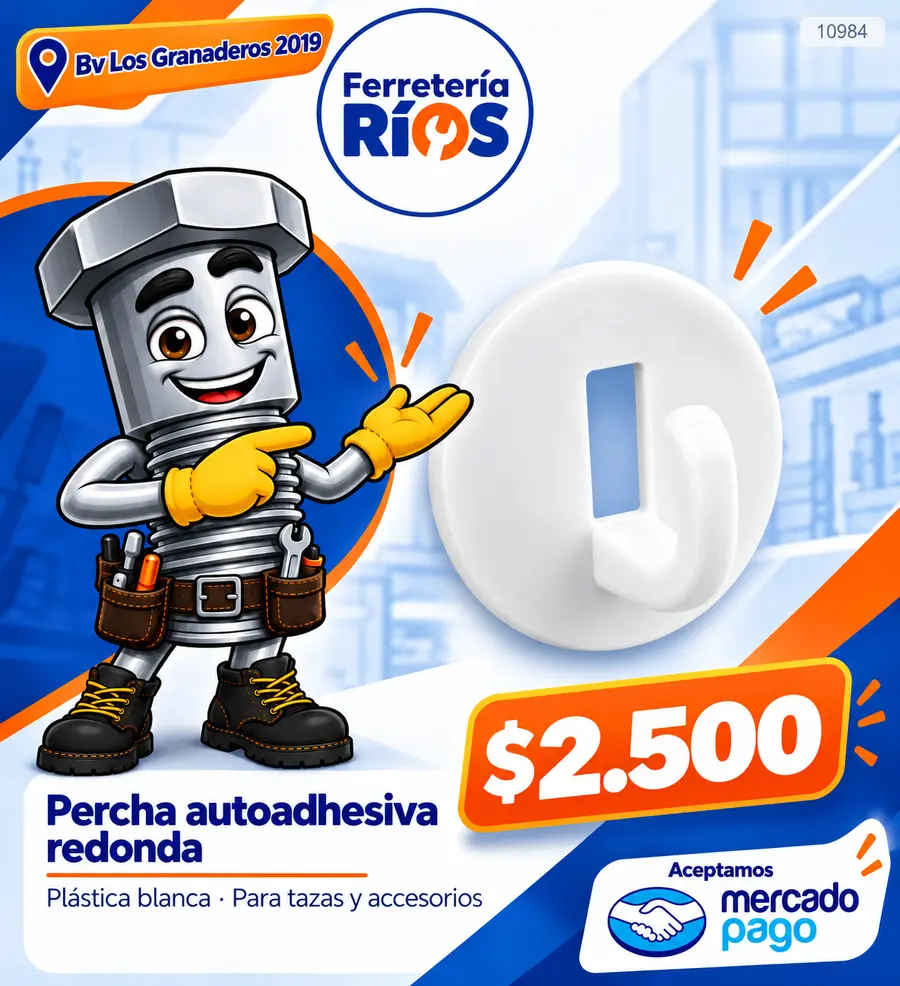 Bv Los Granaderos 2019
Ferretería
RÍOS
10984
$2.500
Percha autoadhesiva
redonda
Plástica blanca · Para tazas y accesorios
Aceptamos
mercado
pago